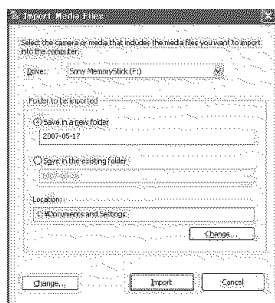 Import Media Files
Select the camera or media that includes the media files you want to import
into the computer.
Drive: Sony MemoryStick (F:)
Folder to be imported
Save in a new folder
2007-05-17
Save in the existing folder
Location:
C:\Documents and Settings
Change...
Change... Import Cancel